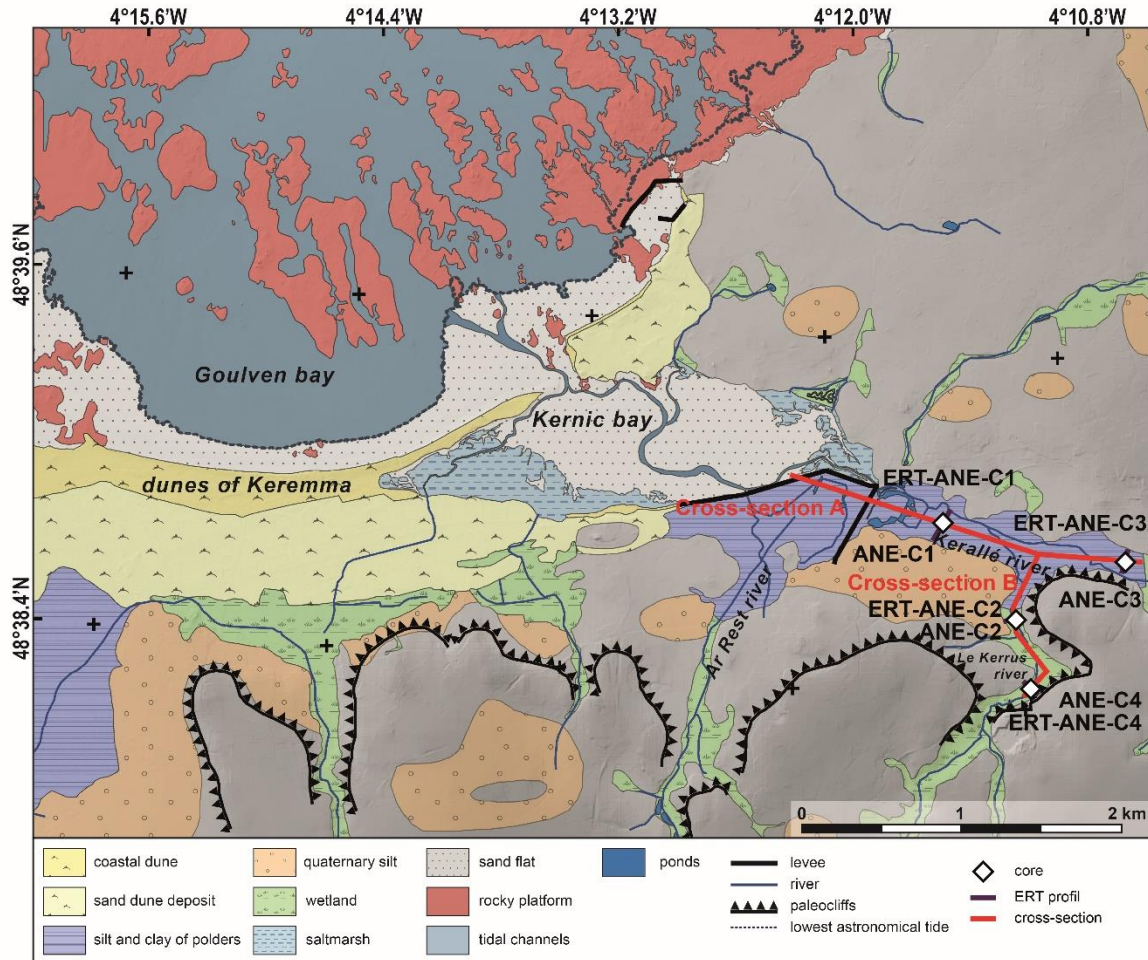 4°15.6'W
4°14.4'W
4°13.2'W
4°12.0'W
4°10.8'W
48°39.6'N
48°38.4'N
Goulven bay
Kernic bay
dunes of Keremma
ERT-ANE-C1
Cross-section A
ERT-ANE-C3
Kerallé river
ANE-C1
Cross-section B
ANE-C3
ERT-ANE-C2
ANE-C2
Ar Rest river
Le Kerrus
river
ANE-C4
ERT-ANE-C4
0 1 2 km
coastal dune
sand dune deposit
silt and clay of polders
quaternary silt
wetland
saltmarsh
sand flat
rocky platform
tidal channels
ponds
levee
river
paleocliffs
lowest astronomical tide
core
ERT profil
cross-section